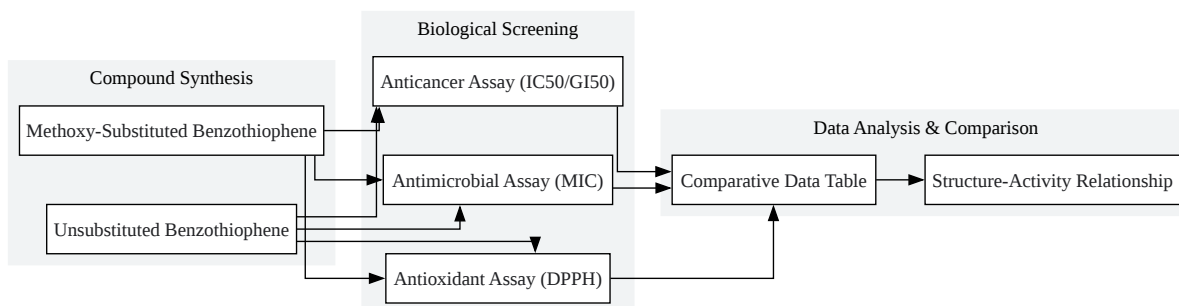 Biological Screening
Compound Synthesis
Anticancer Assay (IC50/GI50)
Methoxy-Substituted Benzothiophene
Data Analysis & Comparison
Antimicrobial Assay (MIC)
Comparative Data Table
Structure-Activity Relationship
Unsubstituted Benzothiophene
Antioxidant Assay (DPPH)